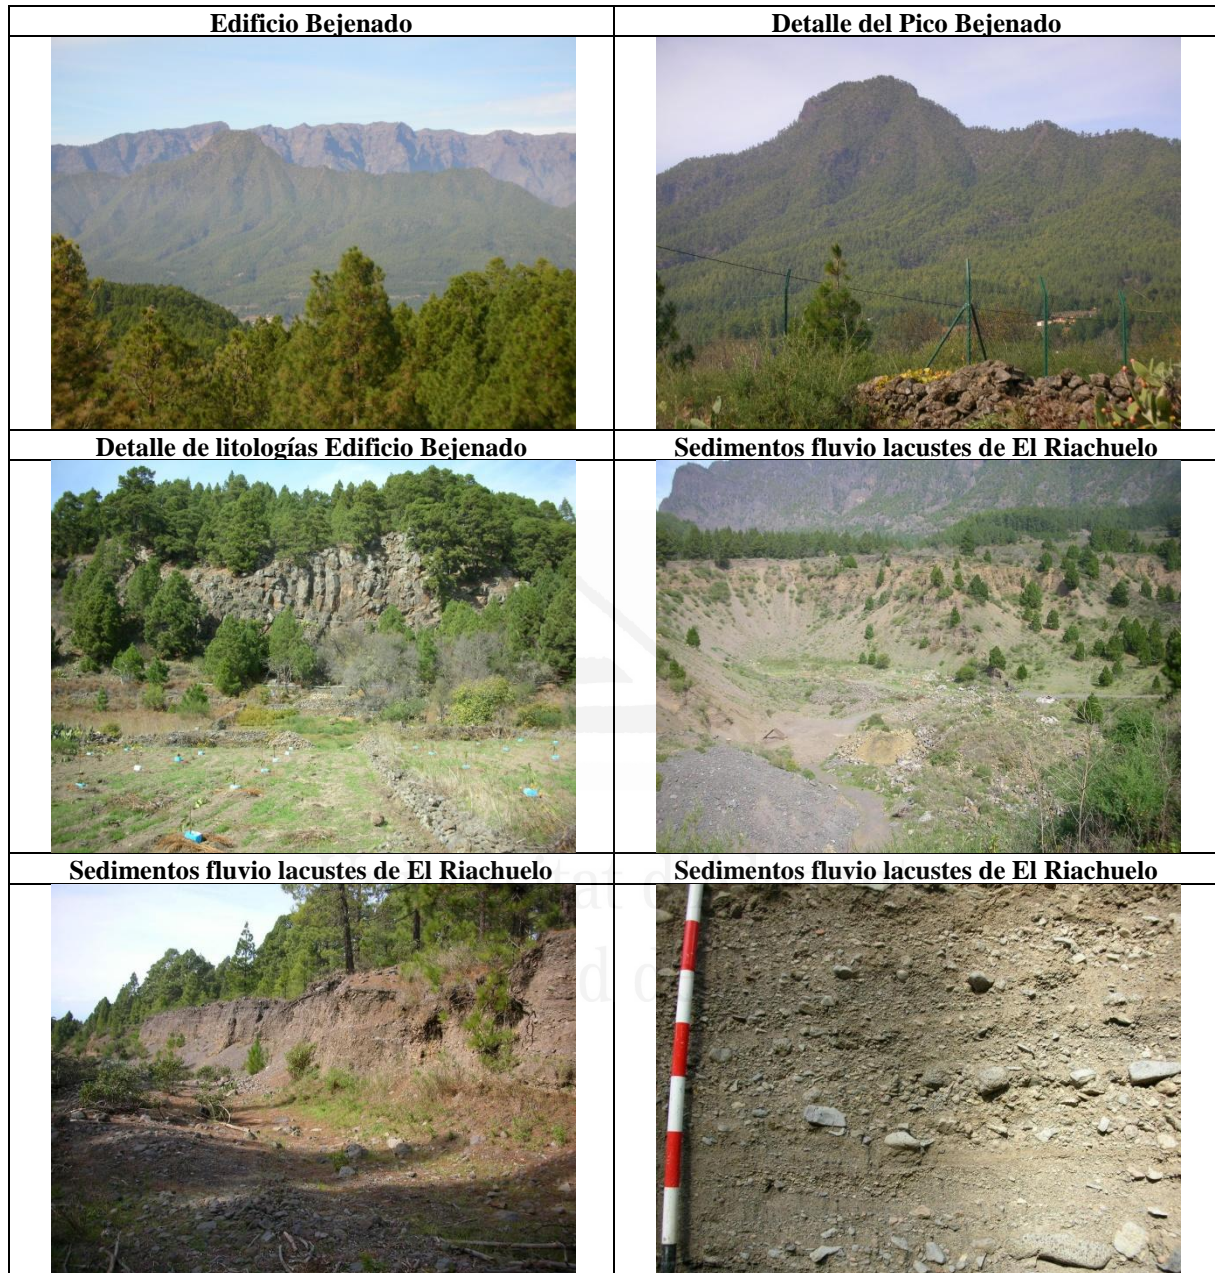 Edificio Bejenado
Detalle del Pico Bejenado
Detalle de litologías Edificio Bejenado
Sedimentos fluvio lacustes de El Riachuelo
Sedimentos fluvio lacustes de El Riachuelo
Sedimentos fluvio lacustes de El Riachuelo